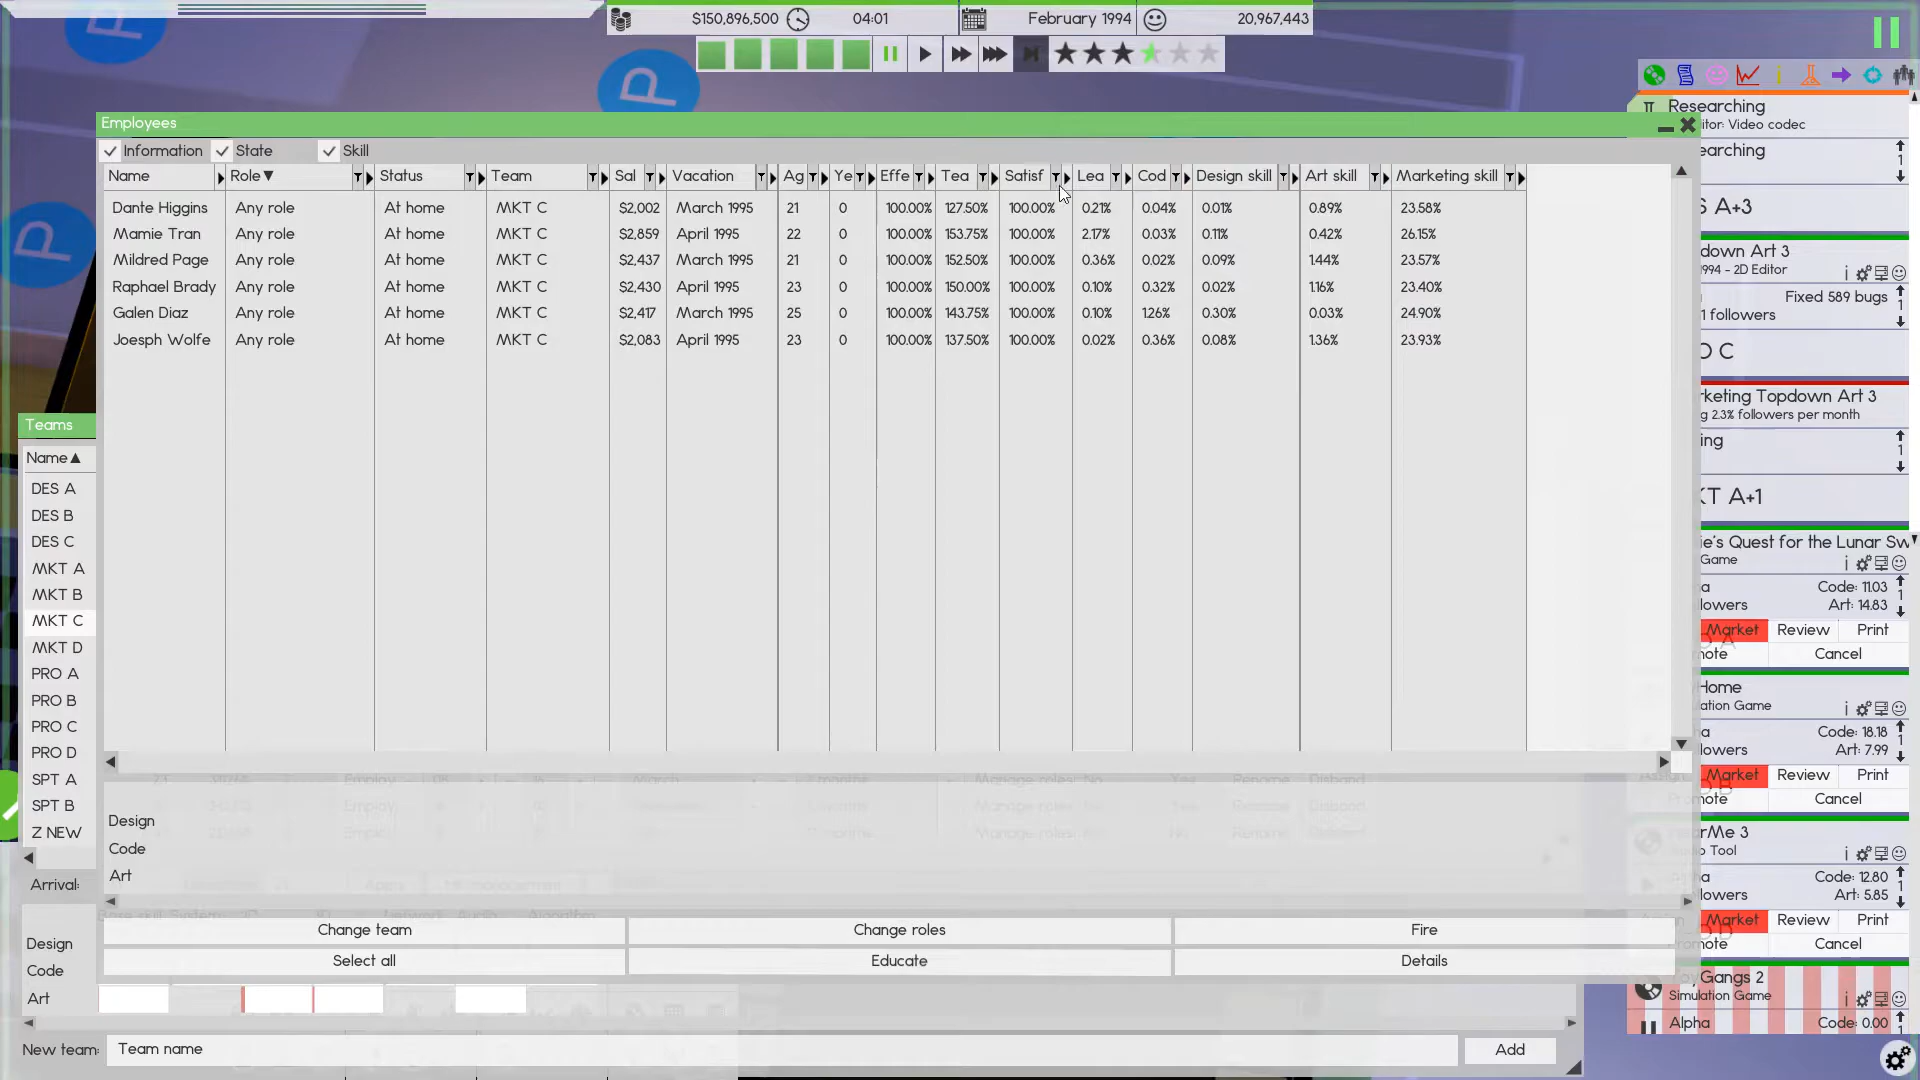 $150,896,500
04:01
February 1994
20,967,443
Employees
Information State Skill
Name Role▼ Status Team Sal Vacation Ag Ye Effe Tea Satisf Lea Cod Design skill Art skill Marketing skill
Dante Higgins Any role At home MKT C $2,002 March 1995 21 0 100.00% 127.50% 100.00% 0.21% 0.04% 0.01% 0.89% 23.58%
Mamie Tran Any role At home MKT C $2,859 April 1995 22 0 100.00% 153.75% 100.00% 2.17% 0.03% 0.11% 0.42% 26.15%
Mildred Page Any role At home MKT C $2,437 March 1995 21 0 100.00% 152.50% 100.00% 0.36% 0.02% 0.09% 1.44% 23.57%
Raphael Brady Any role At home MKT C $2,430 April 1995 23 0 100.00% 150.00% 100.00% 0.10% 0.32% 0.02% 1.16% 23.40%
Galen Diaz Any role At home MKT C $2,417 March 1995 25 0 100.00% 143.75% 100.00% 0.10% 1.26% 0.30% 0.03% 24.90%
Joesph Wolfe Any role At home MKT C $2,083 April 1995 23 0 100.00% 137.50% 100.00% 0.02% 0.36% 0.08% 1.36% 23.93%
Design
Code
Art
Change team Change roles Fire
Select all Educate Details
Teams
Name▲
DES A
DES B
DES C
MKT A
MKT B
MKT C
MKT D
PRO A
PRO B
PRO C
PRO D
SPT A
SPT B
Z NEW
Arrival:
Design
Code
Art
New team: Team name Add
Researching
itor: Video codec
earching
1
S A+3
down Art 3
1994 - 2D Editor
Fixed 589 bugs
1 followers
1
O C
keting Topdown Art 3
g 2.3% followers per month
ing
1
KT A+1
ie's Quest for the Lunar Sw
Game
a Code: 11.03
lowers Art: 14.83
1
Market Review Print
mote Cancel
Home
ation Game
a Code: 18.18
lowers Art: 7.99
1
Market Review Print
mote Cancel
rMe 3
Audio Tool
a Code: 12.80
lowers Art: 5.85
1
Market Review Print
omote Cancel
yGangs 2
Simulation Game
Alpha Code: 0.00
1